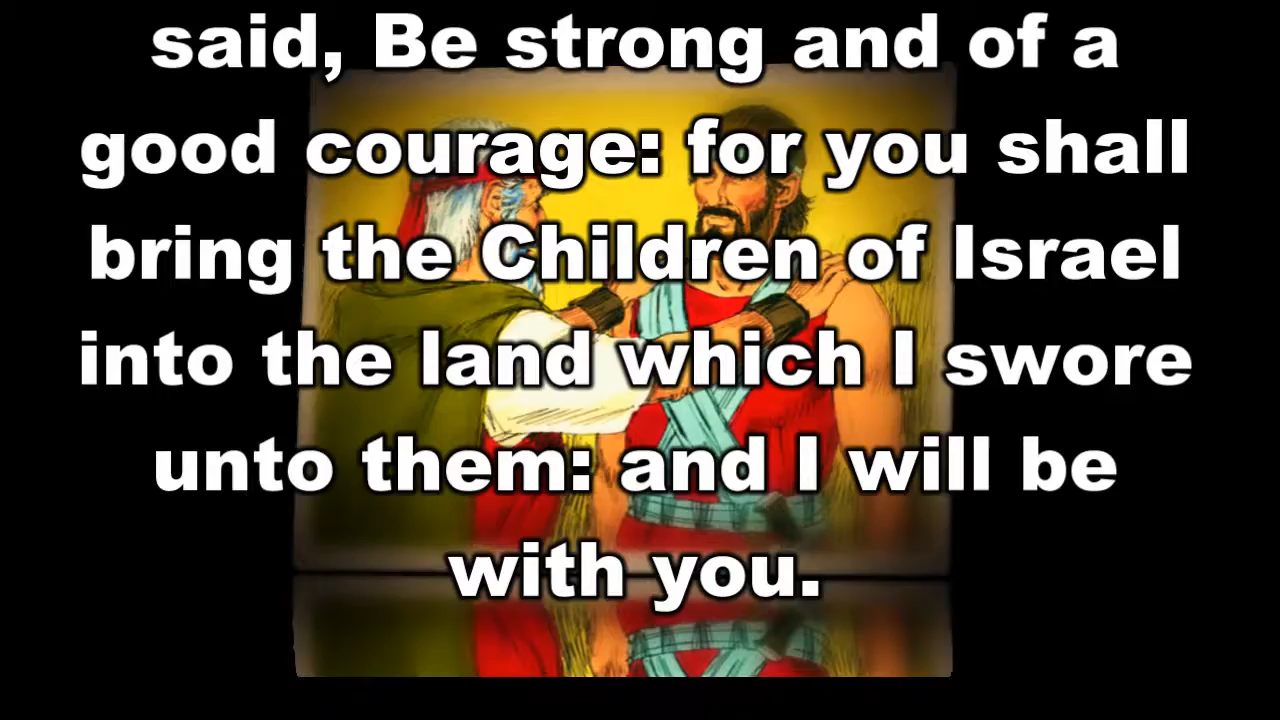 said, Be strong and of a
good courage: for you shall
bring the Children of Israel
into the land which I swore
unto them: and I will be
with you.